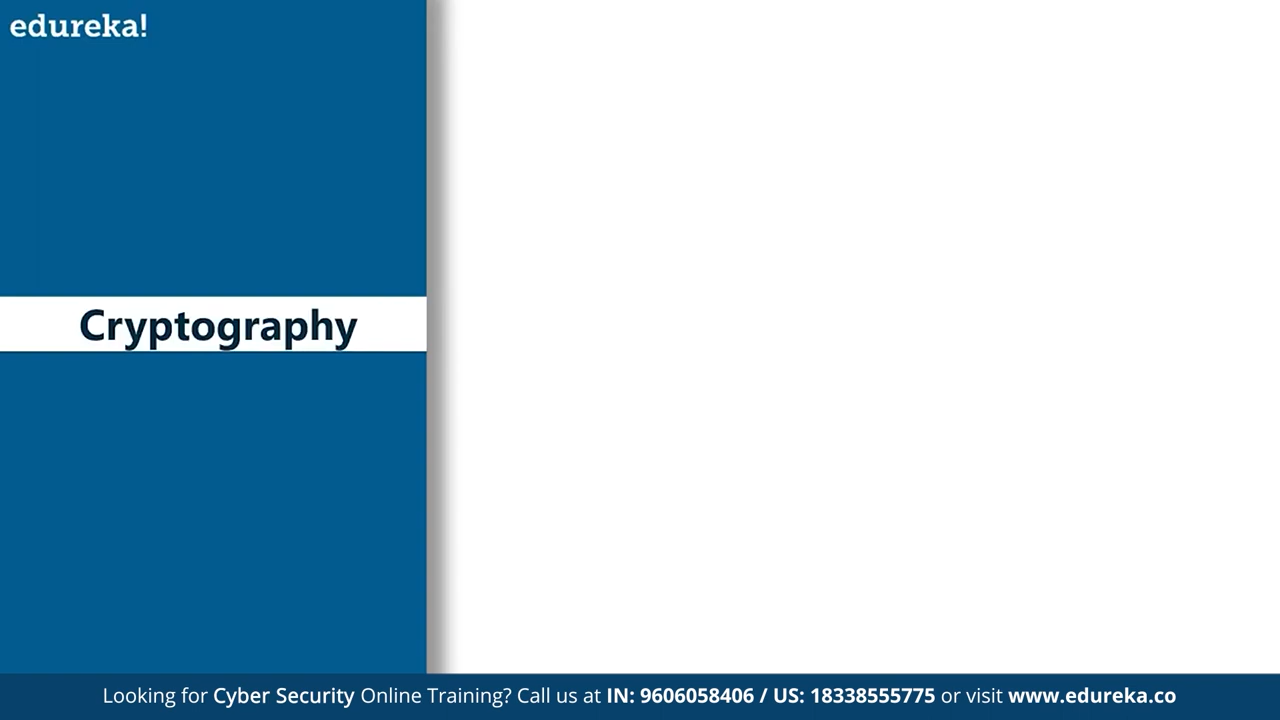 edureka!
Cryptography
Looking for Cyber Security Online Training? Call us at IN: 9606058406 / US: 18338555775 or visit www.edureka.co